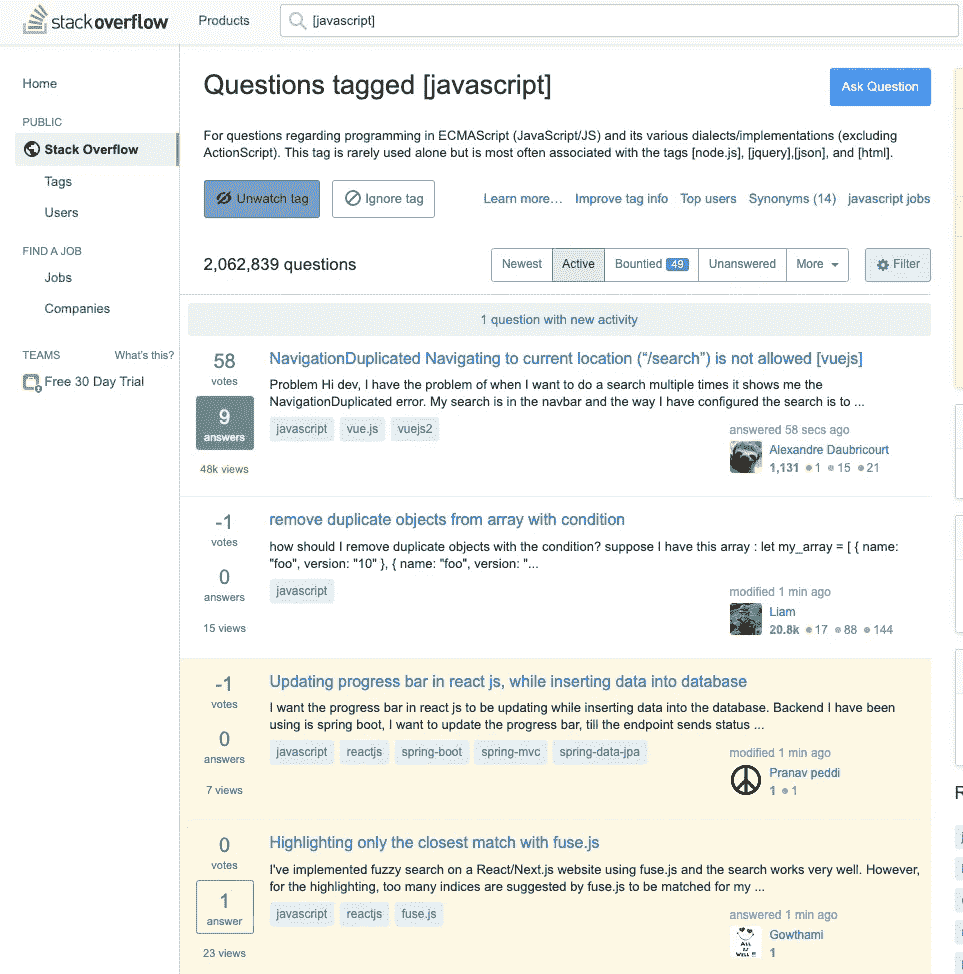 stackoverflow
Products
[javascript]
Home
PUBLIC
Stack Overflow
Tags
Users
FIND A JOB
Jobs
Companies
TEAMS What's this?
Free 30 Day Trial
Questions tagged [javascript]
Ask Question
For questions regarding programming in ECMAScript (JavaScript/JS) and its various dialects/implementations (excluding
ActionScript). This tag is rarely used alone but is most often associated with the tags [node.js], [jquery],[json], and [html].
Unwatch tag Ignore tag Learn more… Improve tag info Top users Synonyms (14) javascript jobs
2,062,839 questions Newest Active Bountied 49 Unanswered More Filter
1 question with new activity
58
votes
9
answers
48k views
NavigationDuplicated Navigating to current location (“/search”) is not allowed [vuejs]
Problem Hi dev, I have the problem of when I want to do a search multiple times it shows me the
NavigationDuplicated error. My search is in the navbar and the way I have configured the search is to ...
javascript vue.js vuejs2
answered 58 secs ago
Alexandre Daubricourt
1,131 1 15 21
-1
votes
0
answers
15 views
remove duplicate objects from array with condition
how should I remove duplicate objects with the condition? suppose I have this array : let my_array = [ { name:
"foo", version: "10" }, { name: "foo", version: "...
javascript
modified 1 min ago
Liam
20.8k 17 88 144
-1
votes
0
answers
7 views
Updating progress bar in react js, while inserting data into database
I want the progress bar in react js to be updating while inserting data into the database. Backend I have been
using is spring boot, I want to update the progress bar, till the endpoint sends status ...
javascript reactjs spring-boot spring-mvc spring-data-jpa
modified 1 min ago
Pranav peddi
1 1
0
votes
1
answer
23 views
Highlighting only the closest match with fuse.js
I've implemented fuzzy search on a React/Next.js website using fuse.js and the search works very well. However,
for the highlighting, too many indices are suggested by fuse.js to be matched for my ...
javascript reactjs fuse.js
answered 1 min ago
Gowthami
1
ALL
IS
WELL !!